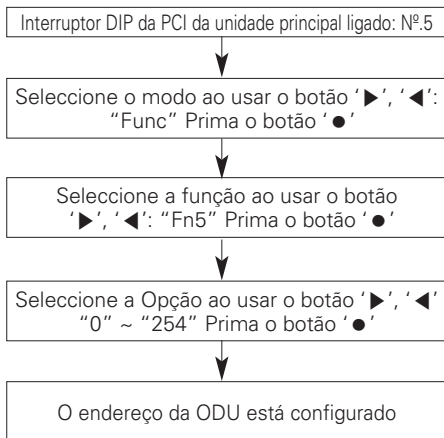 Interruptor DIP da PCI da unidade principal ligado: Nº.5
Seleccione o modo ao usar o botão ‘▶’, ‘◀’:
“Func” Prima o botão ‘●’
Seleccione a função ao usar o botão
‘▶’, ‘◀’: “Fn5” Prima o botão ‘●’
Seleccione a Opção ao usar o botão ‘▶’, ‘◀’
“0” ~ “254” Prima o botão ‘●’
O endereço da ODU está configurado